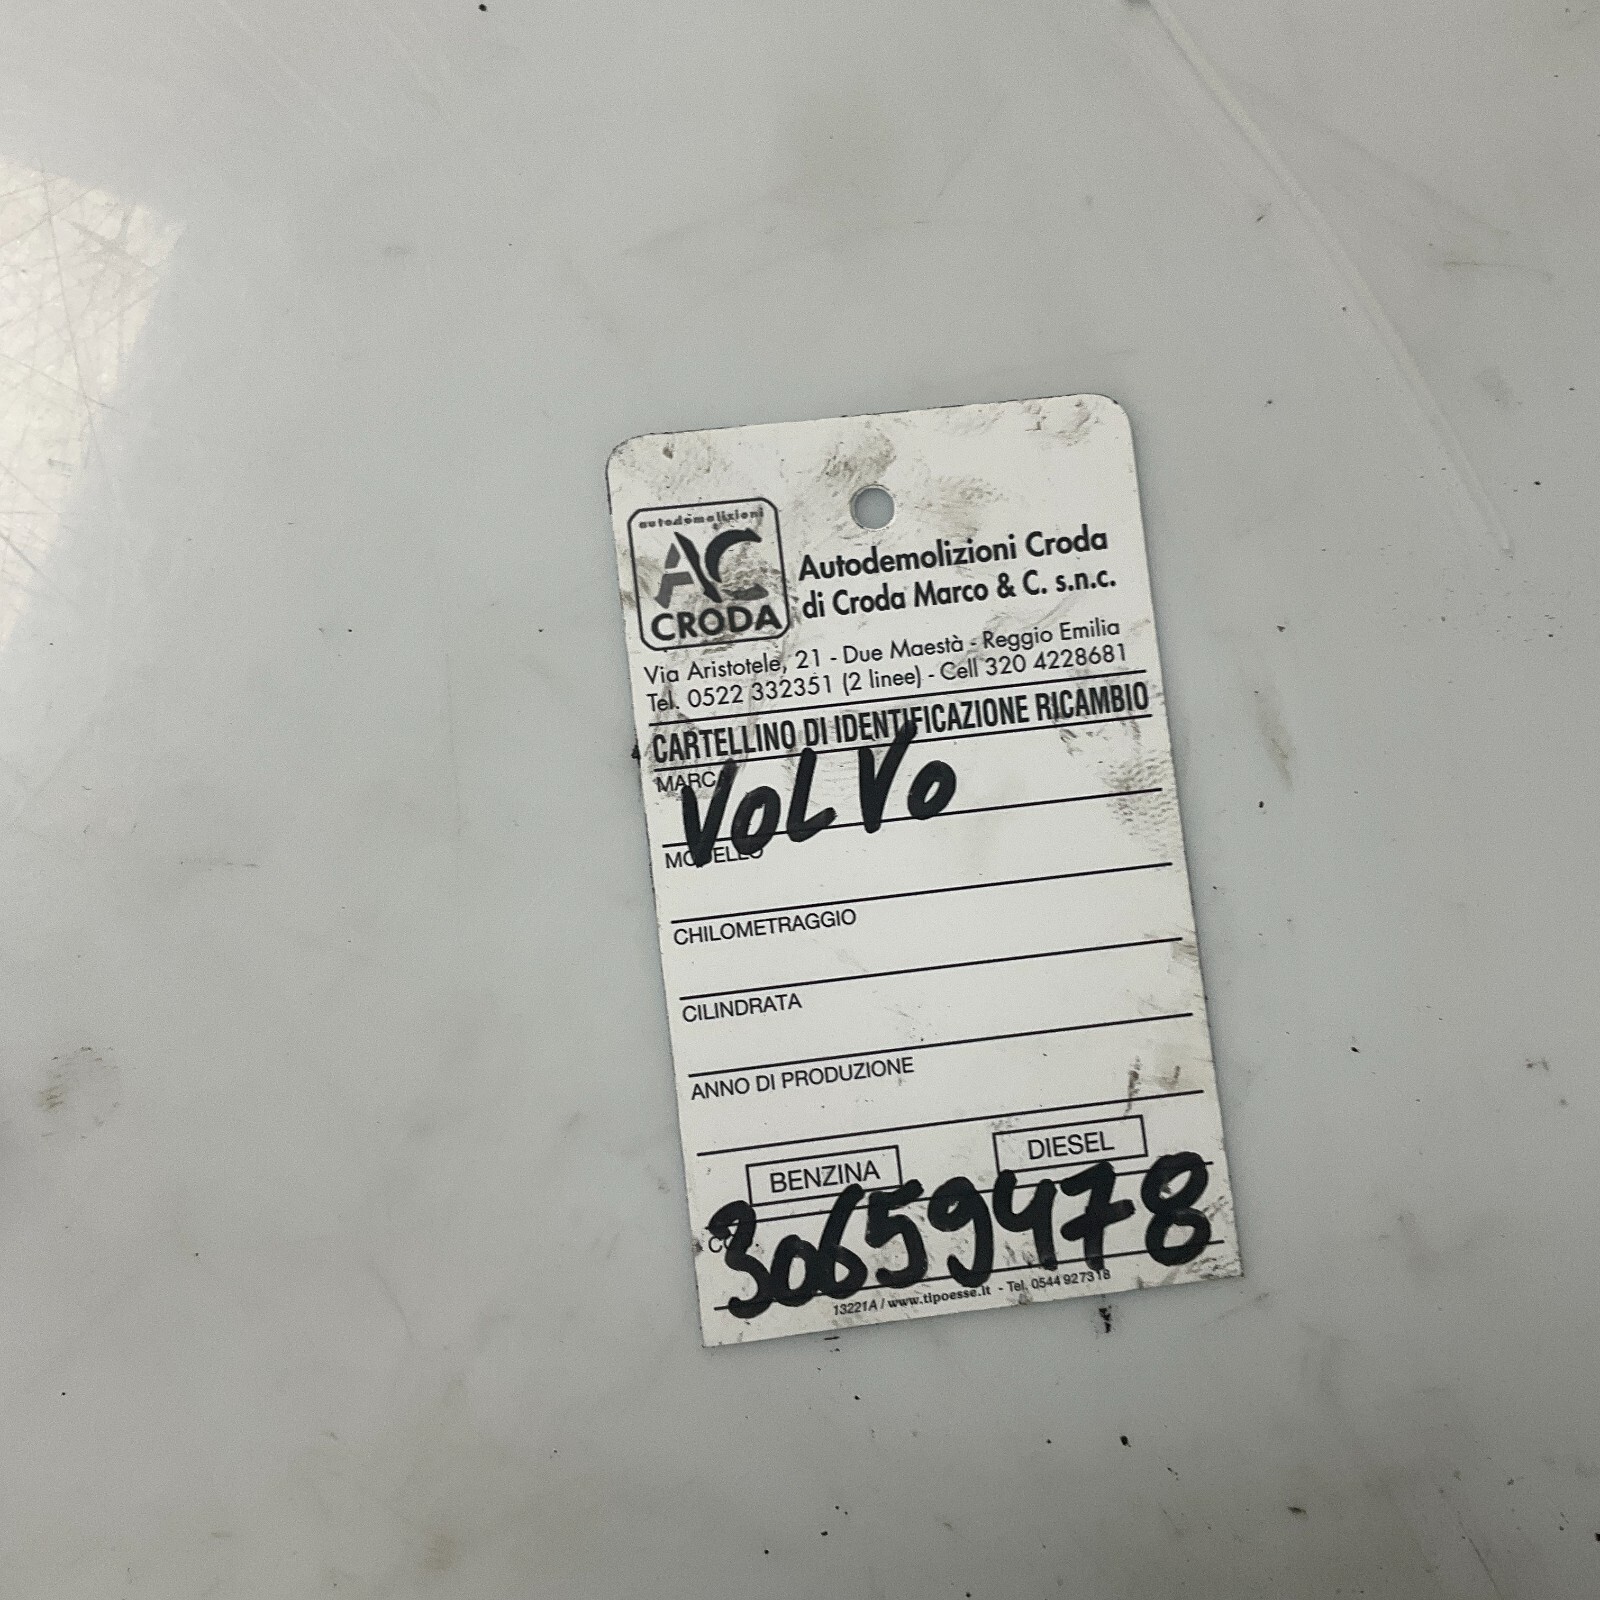 autodemolizioni
AC
CRODA
Autodemolizioni Croda
di Croda Marco & C. s.n.c.
Via Aristotele, 21 - Due Maestà - Reggio Emilia
Tel. 0522 332351 (2 linee) - Cell 320 4228681
CARTELLINO DI IDENTIFICAZIONE RICAMBIO
MARCA
VOLVO
MODELLO
CHILOMETRAGGIO
CILINDRATA
ANNO DI PRODUZIONE
BENZINA DIESEL
30659478
13221A / www.tipoesse.it - Tel. 0544 927318